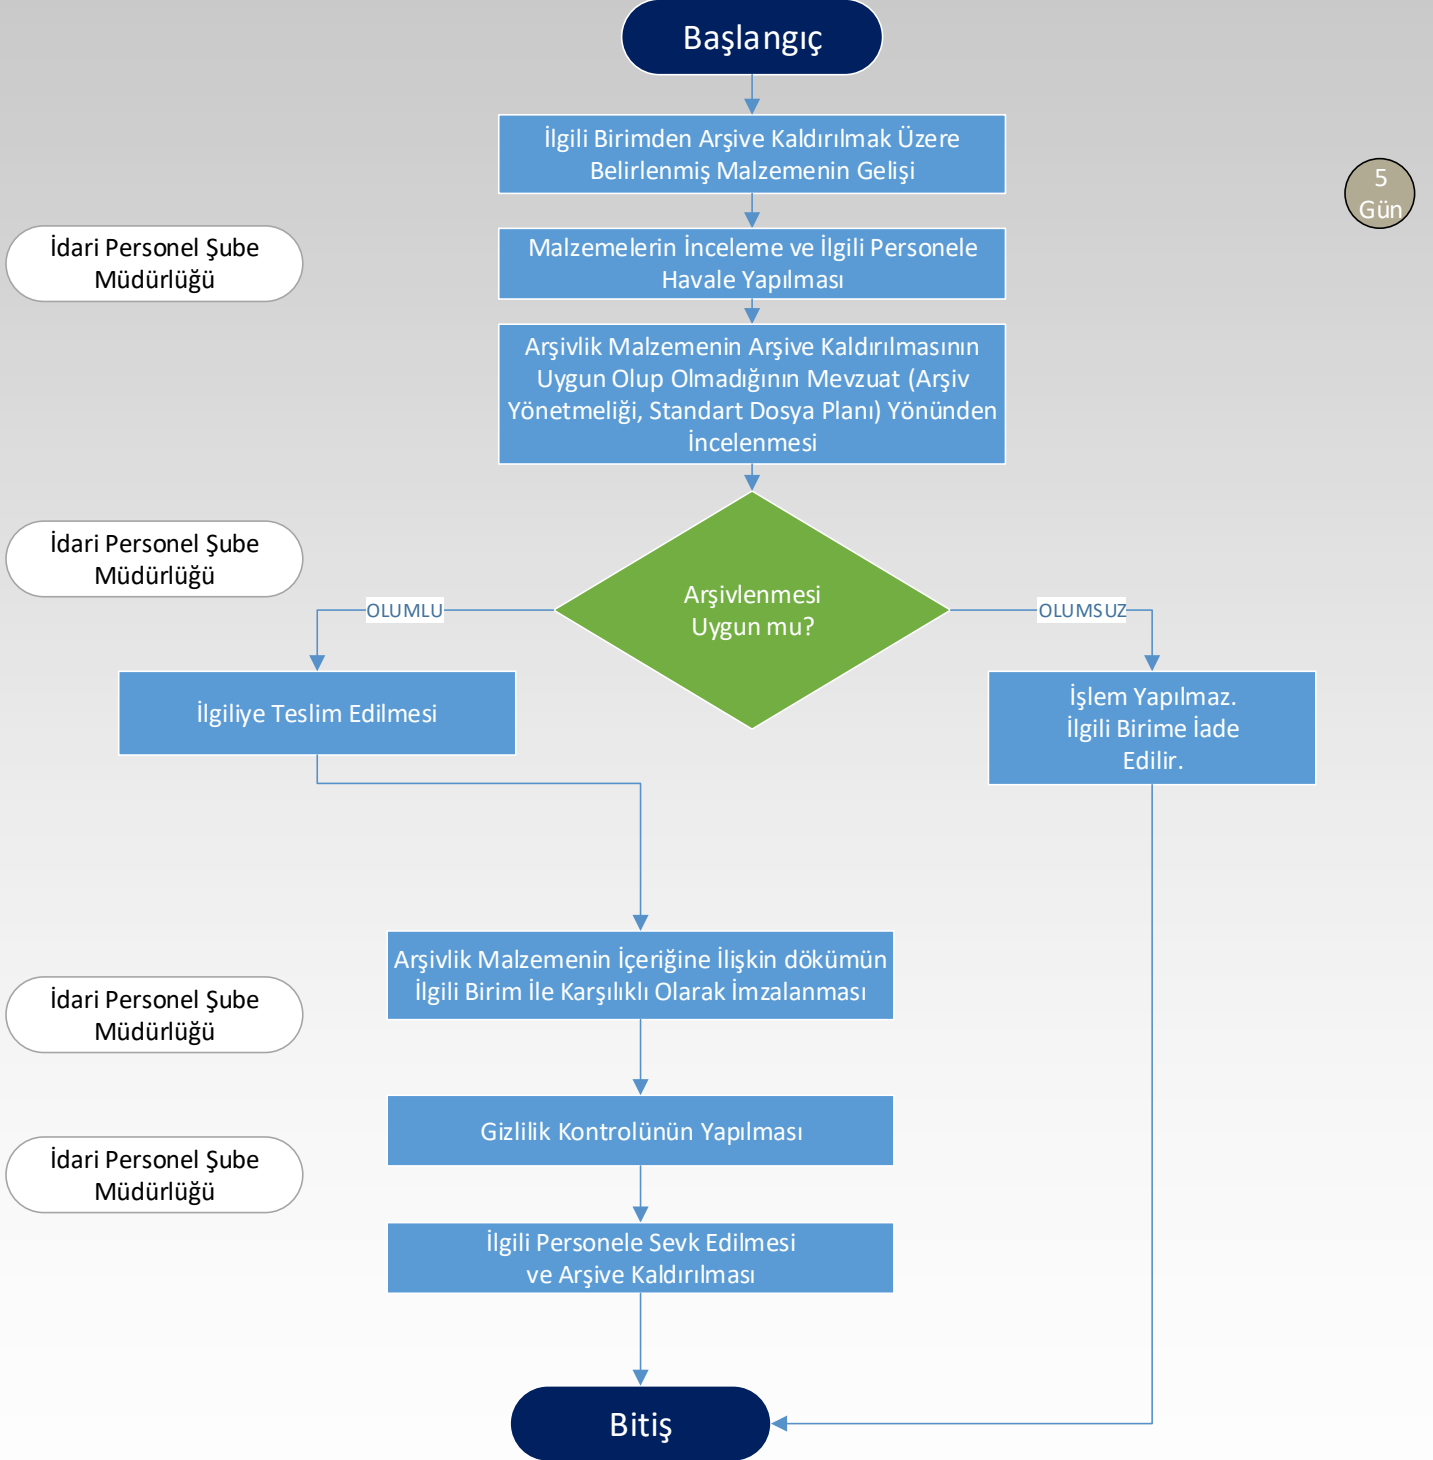 Başlangıç
İlgili Birimden Arşive Kaldırılmak Üzere
Belirlenmiş Malzemenin Gelişi
5
Gün
İdari Personel Şube
Müdürlüğü
Malzemelerin İnceleme ve İlgili Personele
Havale Yapılması
Arşivlik Malzemenin Arşive Kaldırılmasının
Uygun Olup Olmadığının Mevzuat (Arşiv
Yönetmeliği, Standart Dosya Planı) Yönünden
İncelenmesi
İdari Personel Şube
Müdürlüğü
Arşivlenmesi
Uygun mu?
OLUMLU
OLUMSUZ
İlgiliye Teslim Edilmesi
İşlem Yapılmaz.
İlgili Birime İade
Edilir.
Arşivlik Malzemenin İçeriğine İlişkin dökümün
İlgili Birim İle Karşılıklı Olarak İmzalanması
İdari Personel Şube
Müdürlüğü
Gizlilik Kontrolünün Yapılması
İdari Personel Şube
Müdürlüğü
İlgili Personele Sevk Edilmesi
ve Arşive Kaldırılması
Bitiş